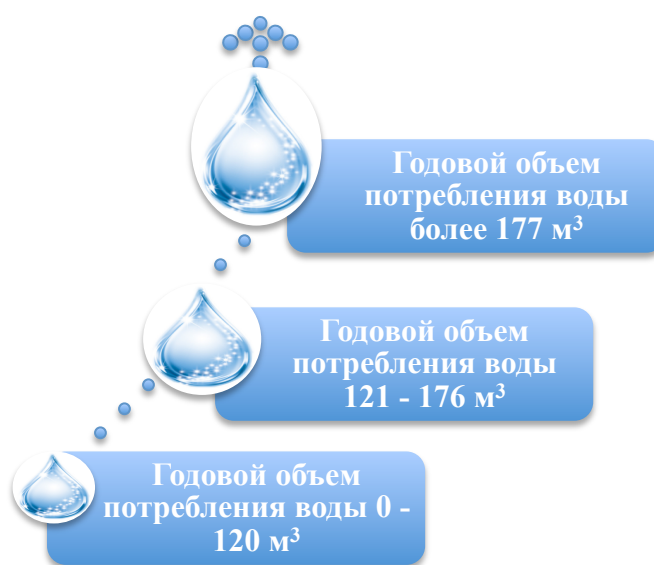 Годовой объем
потребления воды
более 177 м³
Годовой объем
потребления воды
121 - 176 м³
Годовой объем
потребления воды 0 -
120 м³